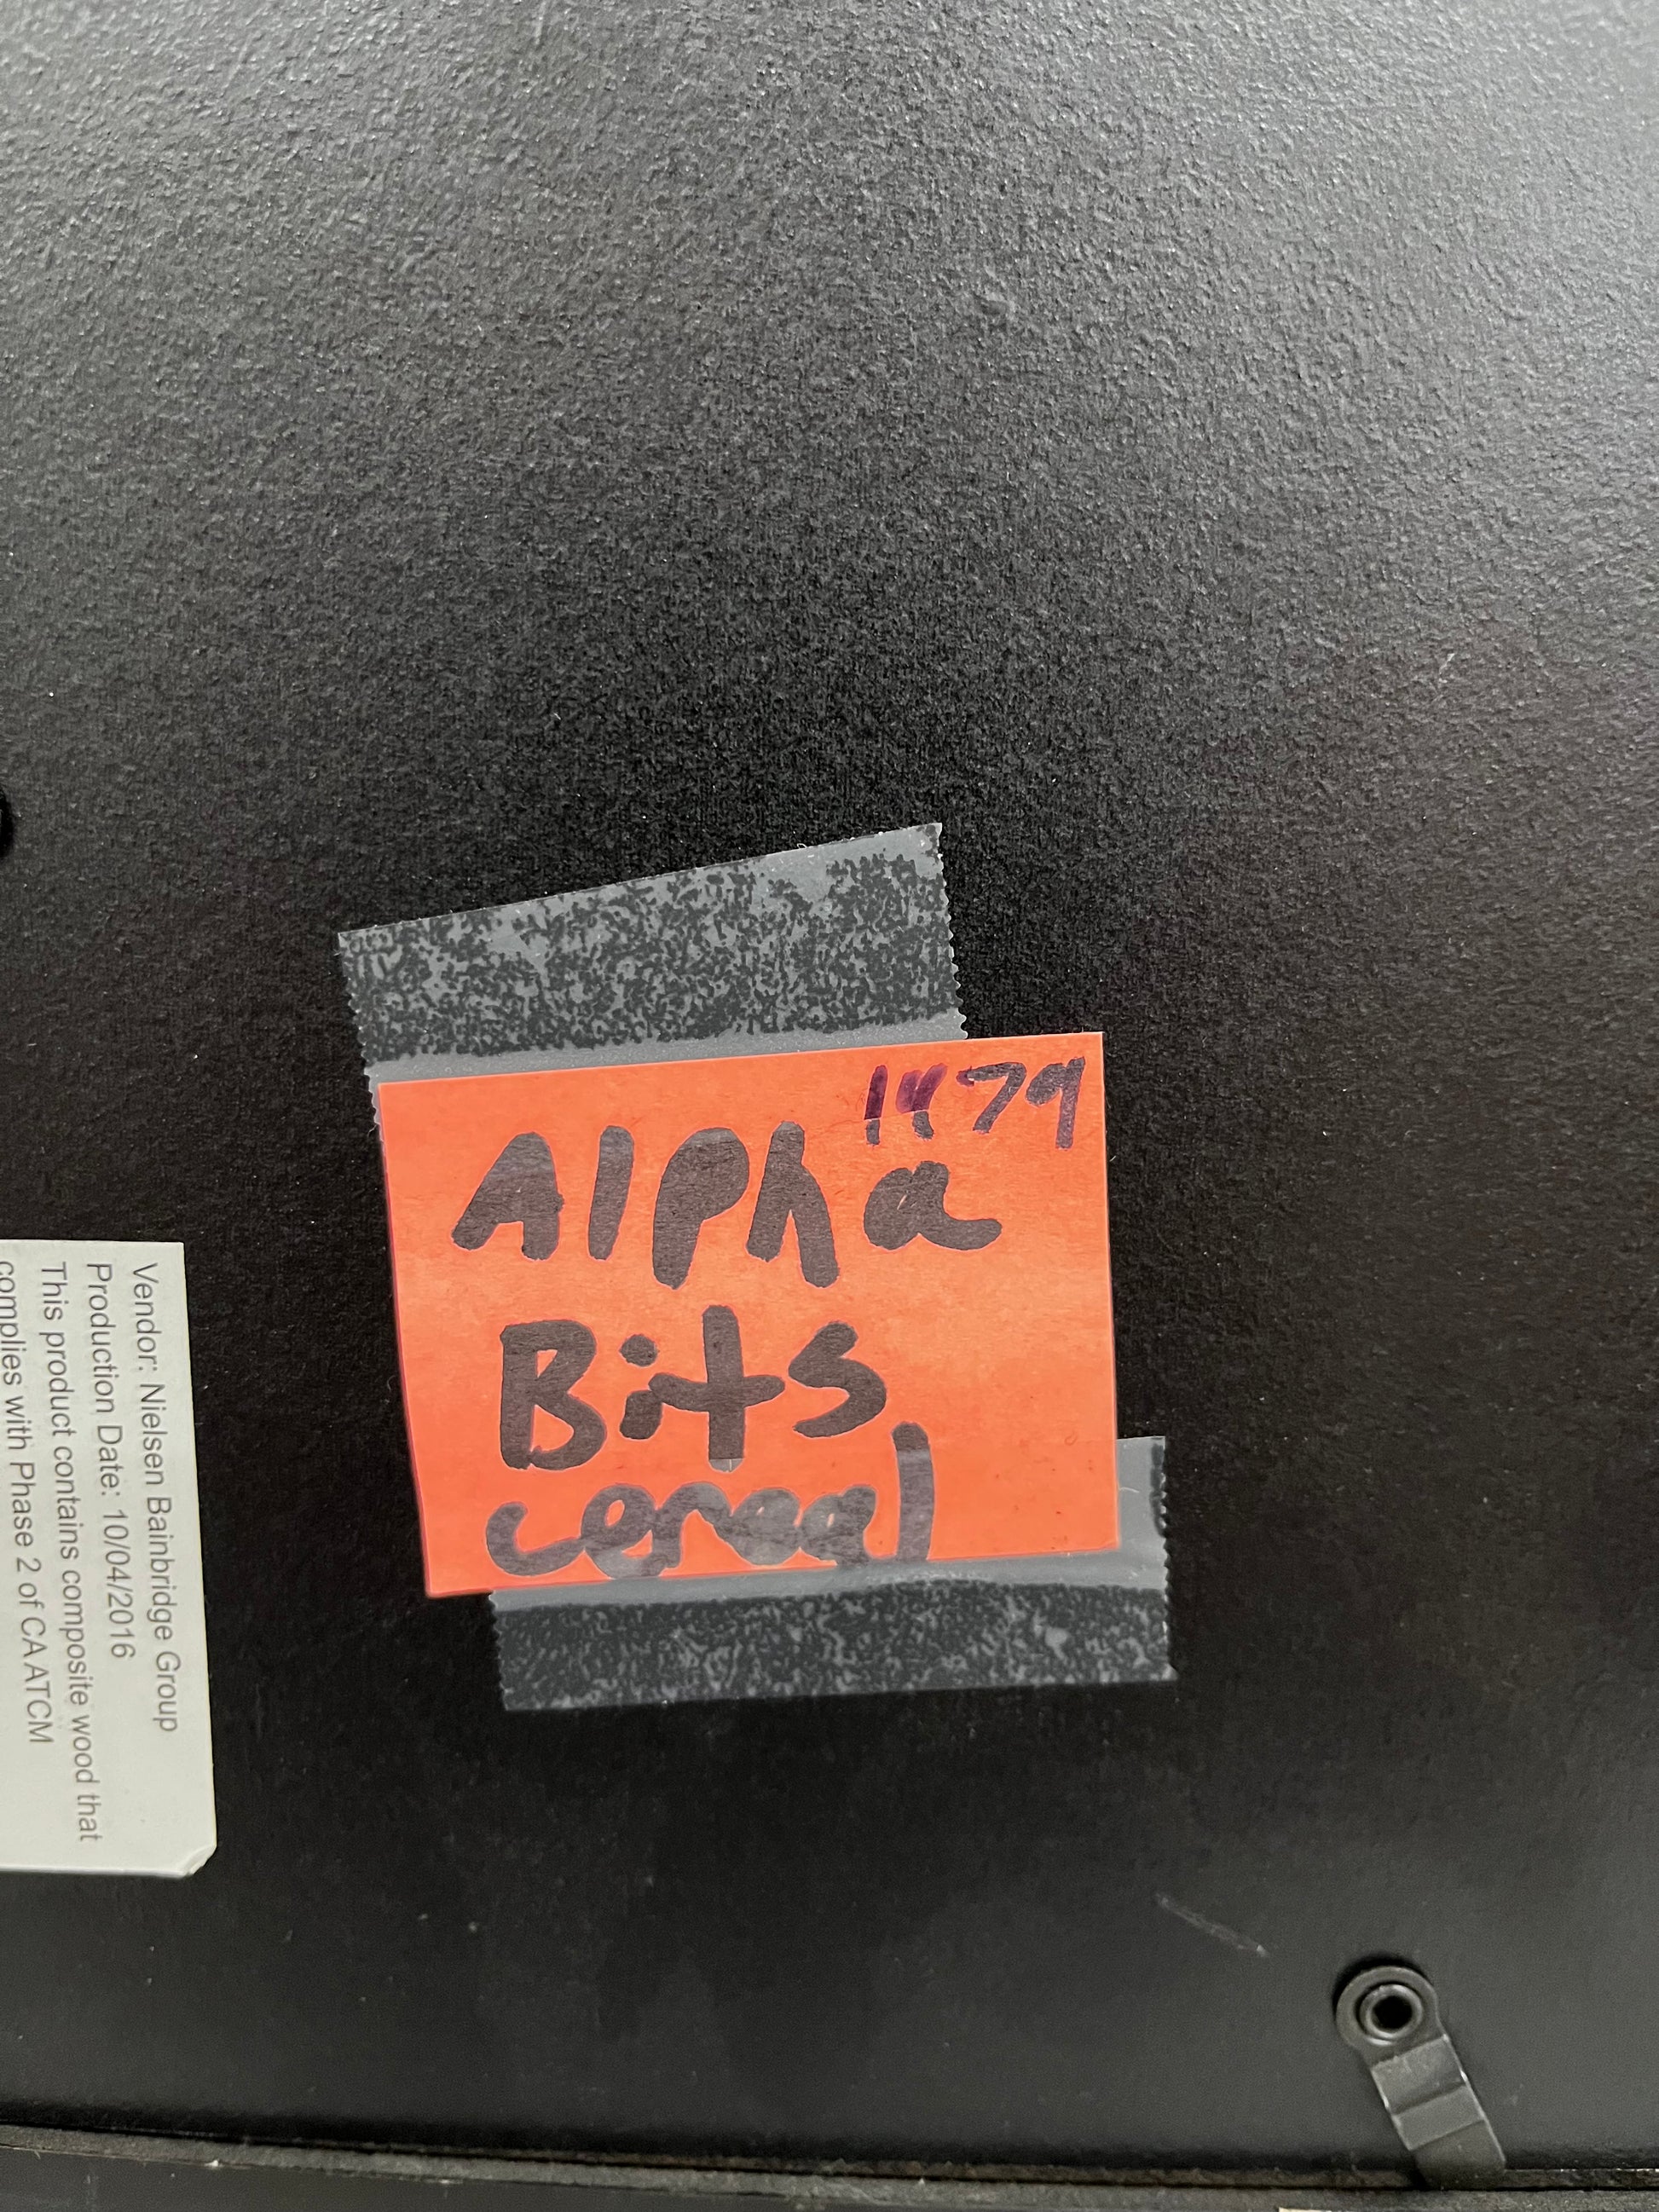 1479
Alpha
Bits
cereal
Vendor: Nielsen Bainbridge Group
Production Date: 10/04/2016
This product contains composite wood that
complies with Phase 2 of CA ATCM